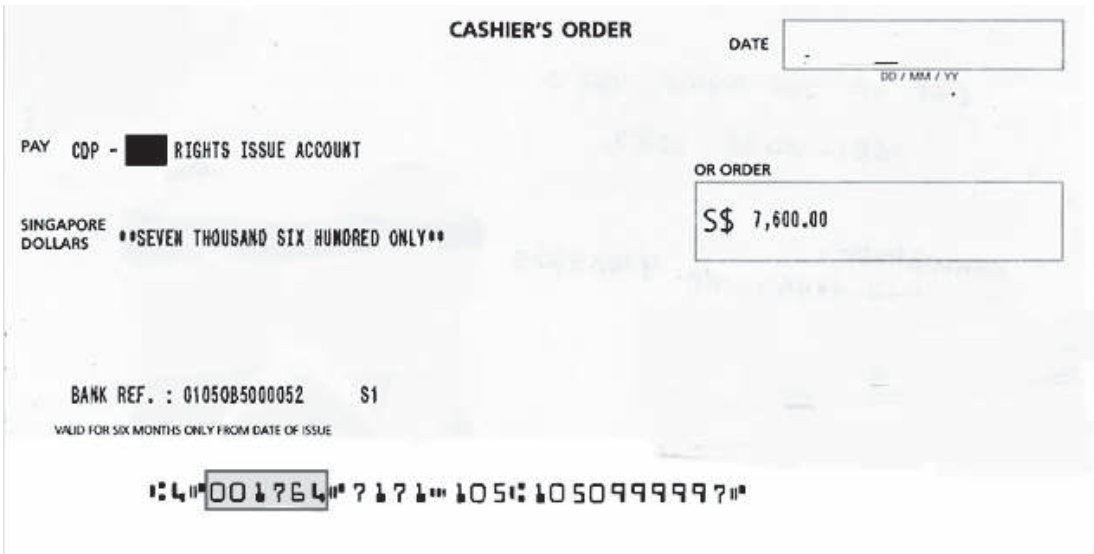 CASHIER'S ORDER
DATE
DD / MM / YY
PAY CDP - RIGHTS ISSUE ACCOUNT
OR ORDER
SINGAPORE DOLLARS **SEVEN THOUSAND SIX HUNDRED ONLY**
S$ 7,600.00
BANK REF. : 01050B5000052 S1
VALID FOR SIX MONTHS ONLY FROM DATE OF ISSUE
⑆4⑈001764⑈7171⑉105⑆1050999997⑈